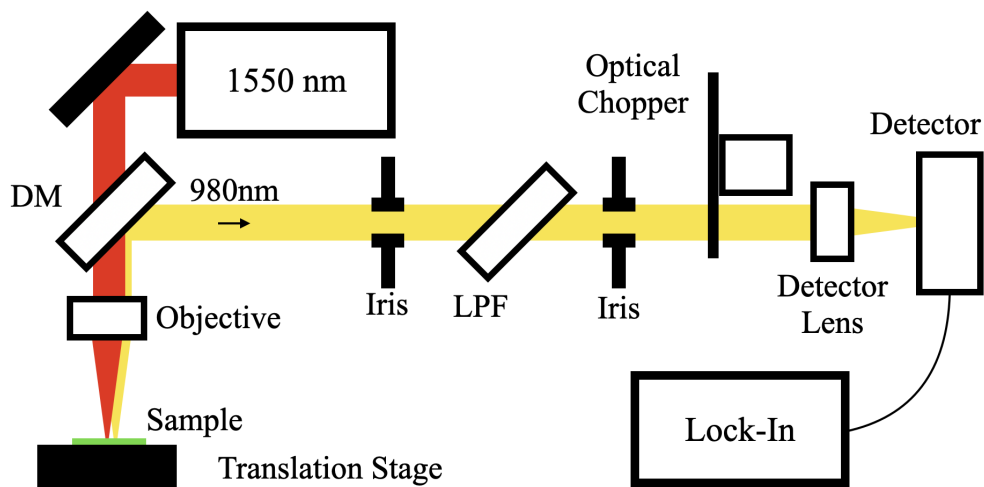 1550 nm
Optical
Chopper
Detector
DM
980nm
Iris
LPF
Iris
Detector
Lens
Objective
Sample
Translation Stage
Lock-In